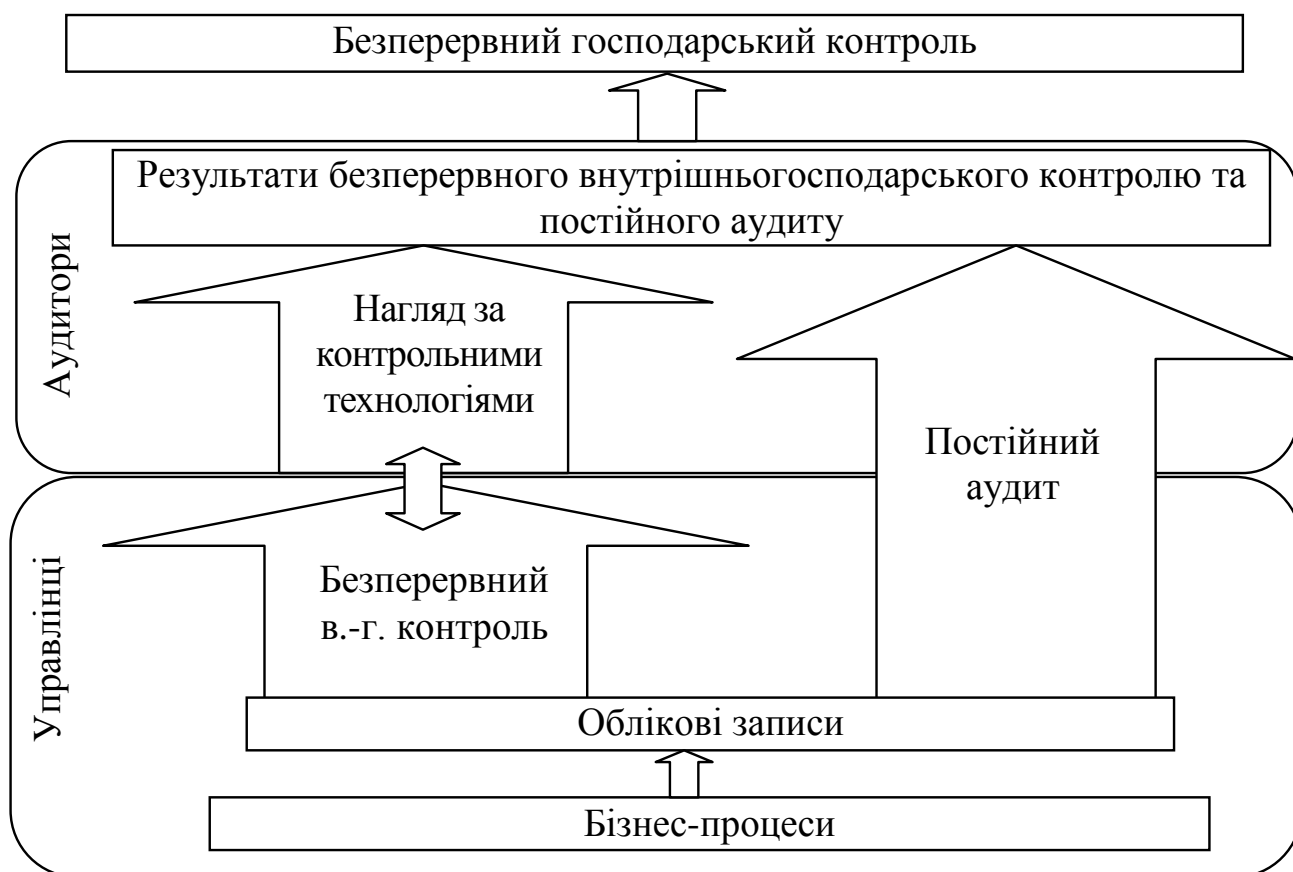 Безперервний господарський контроль
Результати безперервного внутрішньогосподарського контролю та
постійного аудиту
Аудитори
Нагляд за
контрольними
технологіями
Постійний
аудит
Управлінці
Безперервний
в.-г. контроль
Облікові записи
Бізнес-процеси